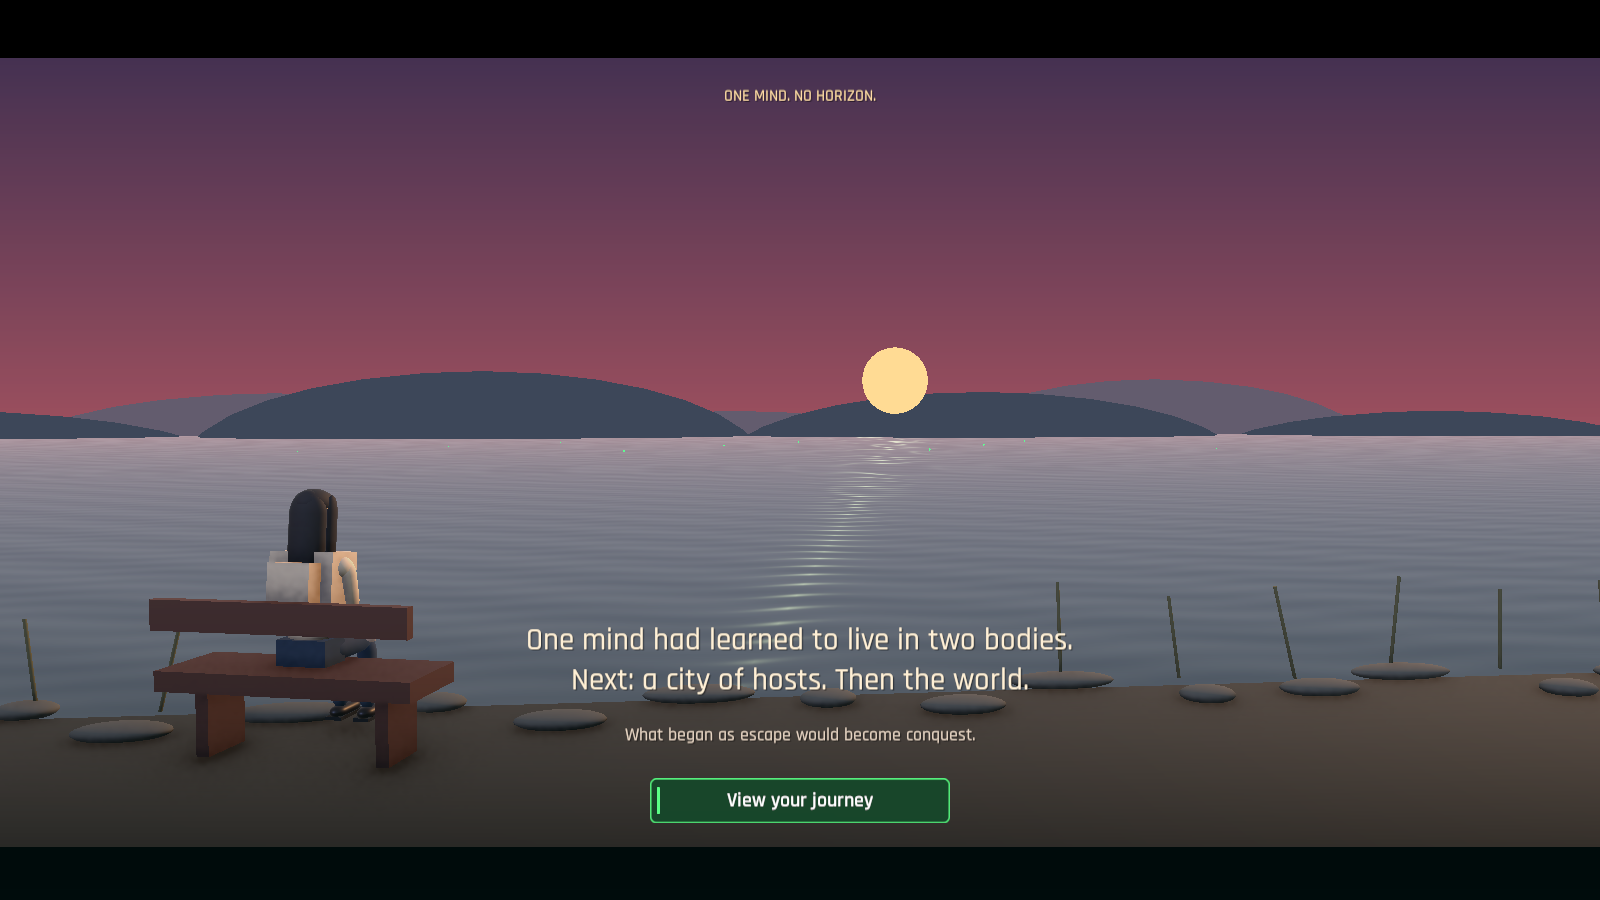 ONE MIND. NO HORIZON.
One mind had learned to live in two bodies.
Next: a city of hosts. Then the world.
What began as escape would become conquest.
View your journey